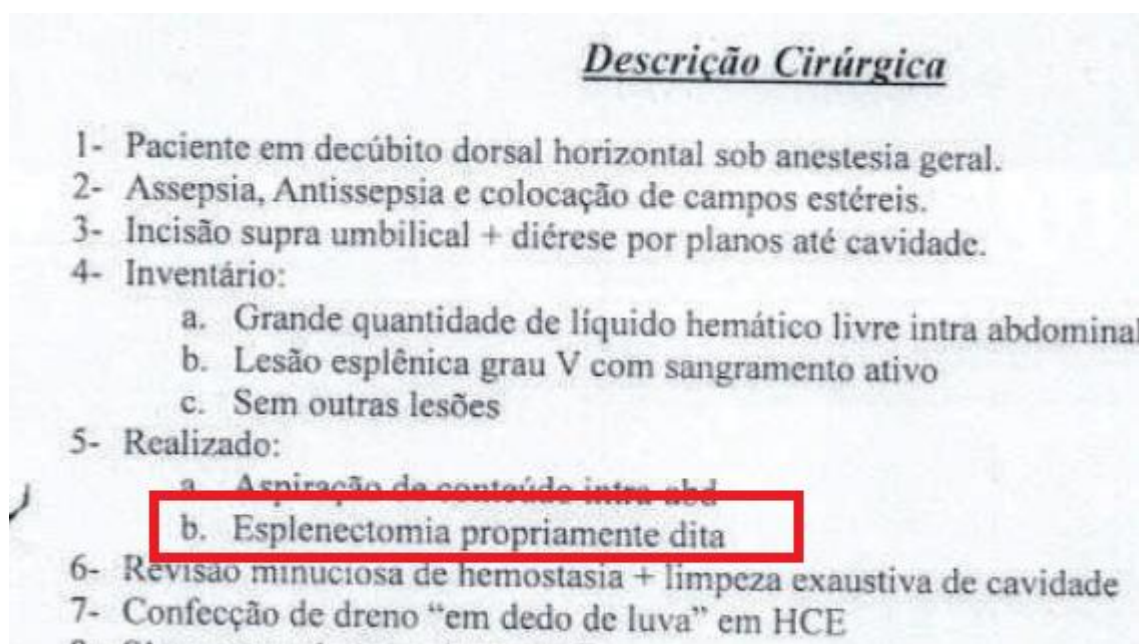 Descrição Cirúrgica
1- Paciente em decúbito dorsal horizontal sob anestesia geral.
2- Assepsia, Antissepsia e colocação de campos estéreis.
3- Incisão supra umbilical + diérese por planos até cavidade.
4- Inventário:
a. Grande quantidade de líquido hemático livre intra abdominal
b. Lesão esplênica grau V com sangramento ativo
c. Sem outras lesões
5- Realizado:
a. Aspiração de conteúdo intra abd
b. Esplenectomia propriamente dita
6- Revisão minuciosa de hemostasia + limpeza exaustiva de cavidade
7- Confecção de dreno “em dedo de luva” em HCE